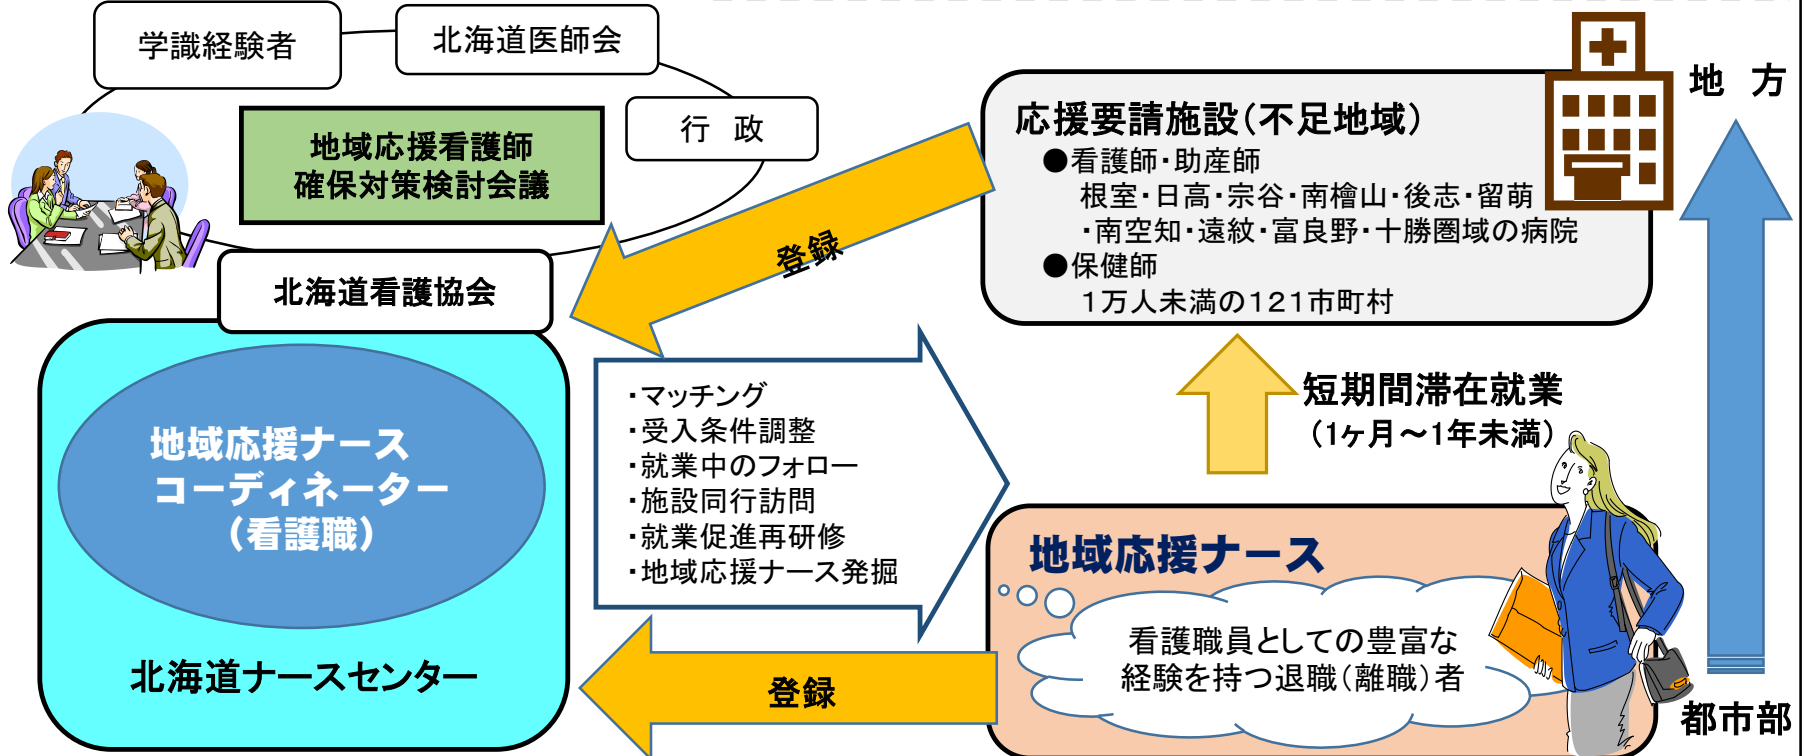 学識経験者
北海道医師会
行 政
地域応援看護師
確保対策検討会議
北海道看護協会
地域応援ナース
コーディネーター
(看護職)
北海道ナースセンター
登録
応援要請施設(不足地域)
●看護師・助産師
根室・日高・宗谷・南檜山・後志・留萌
・南空知・遠紋・富良野・十勝圏域の病院
●保健師
1万人未満の121市町村
地 方
・マッチング
・受入条件調整
・就業中のフォロー
・施設同行訪問
・就業促進再研修
・地域応援ナース発掘
短期間滞在就業
(1ヶ月~1年未満)
地域応援ナース
看護職員としての豊富な
経験を持つ退職(離職)者
登録
都市部